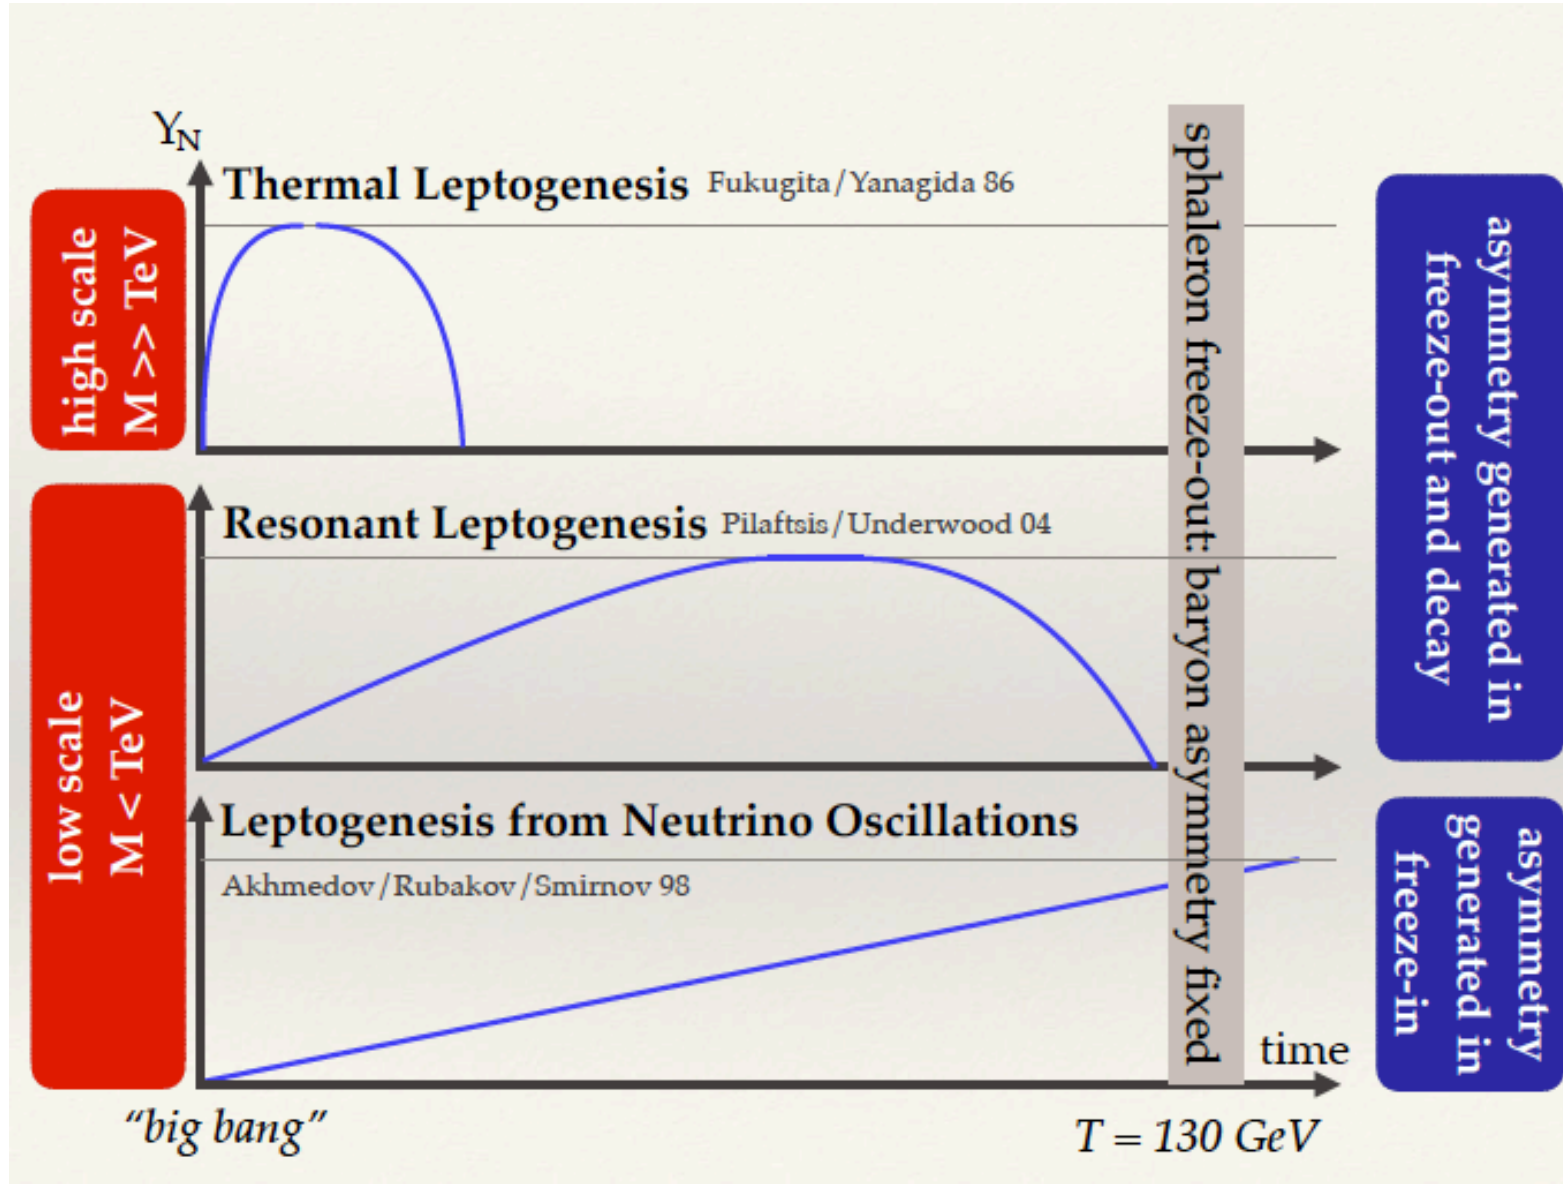 Y_N
Thermal Leptogenesis Fukugita/Yanagida 86
high scale
M >> TeV
Resonant Leptogenesis Pilaftsis/Underwood 04
low scale
M < TeV
Leptogenesis from Neutrino Oscillations
Akhmedov/Rubakov/Smirnov 98
sphaleron freeze-out: baryon asymmetry fixed
asymmetry generated in
freeze-out and decay
asymmetry
generated in
freeze-in
time
“big bang”
T = 130 GeV